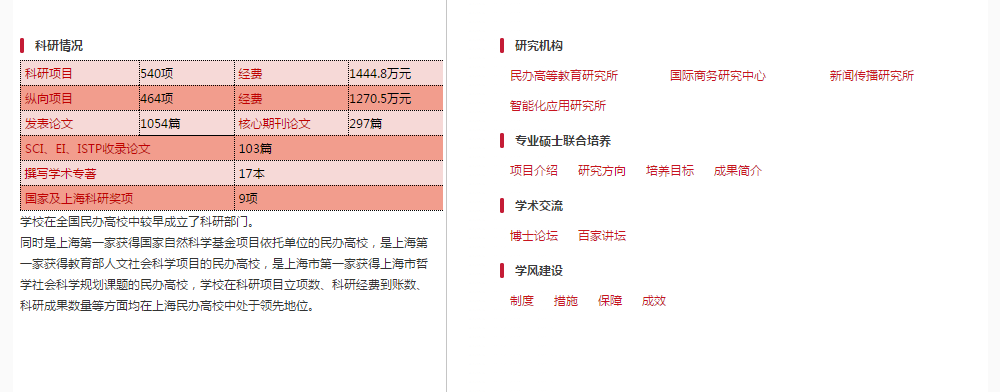 科研情况
科研项目 540项 经费 1444.8万元
纵向项目 464项 经费 1270.5万元
发表论文 1054篇 核心期刊论文 297篇
SCI、EI、ISTP收录论文 103篇
撰写学术专著 17本
国家及上海科研奖项 9项
学校在全国民办高校中较早成立了科研部门。
同时是上海第一家获得国家自然科学基金项目依托单位的民办高校，是上海第
一家获得教育部人文社会科学项目的民办高校，是上海市第一家获得上海市哲
学社会科学规划课题的民办高校，学校在科研项目立项数、科研经费到账数、
科研成果数量等方面均在上海民办高校中处于领先地位。
研究机构
民办高等教育研究所 国际商务研究中心 新闻传播研究所
智能化应用研究所
专业硕士联合培养
项目介绍 研究方向 培养目标 成果简介
学术交流
博士论坛 百家讲坛
学风建设
制度 措施 保障 成效